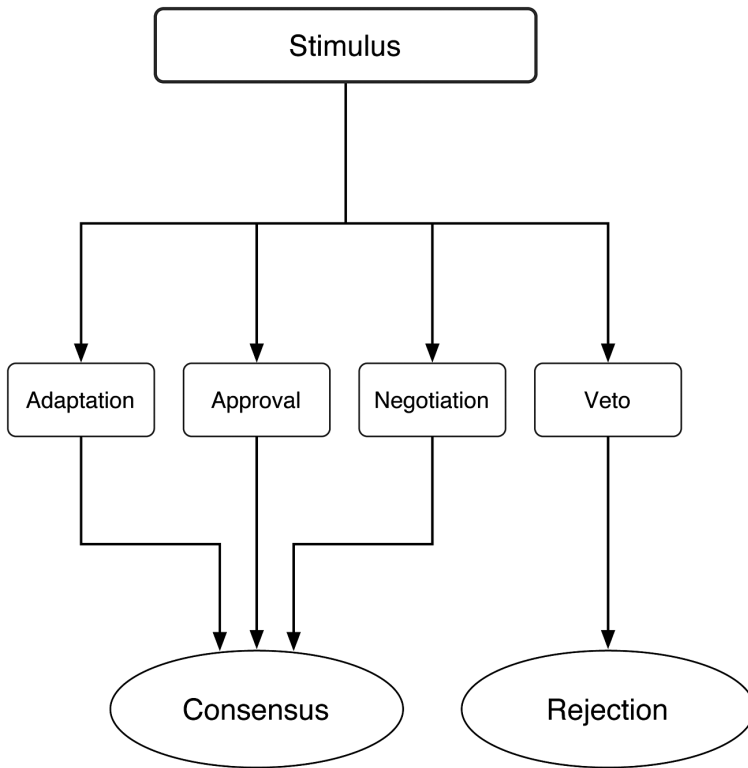 Stimulus
Adaptation
Approval
Negotiation
Veto
Consensus
Rejection